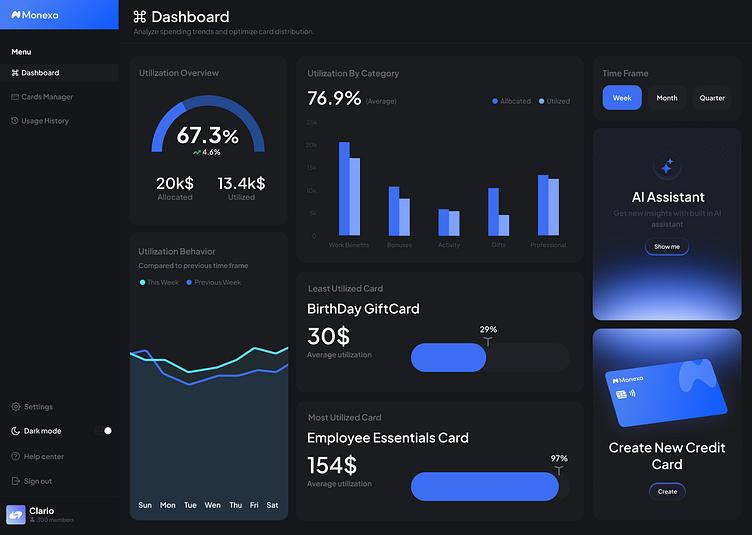 Monexa
Menu
Dashboard
Cards Manager
Usage History
Settings
Dark mode
Help center
Sign out
Clario
300 members
Dashboard
Analyze spending trends and optimize card distribution.
Utilization Overview
67.3%
4.6%
20k$ 13.4k$
Allocated Utilized
Utilization Behavior
Compared to previous time frame
This Week Previous Week
Sun Mon Tue Wen Thu Fri Sat
Utilization By Category
76.9% (Average)
Allocated Utilized
25k
20k
15k
10k
5k
0
Work Benefits Bonuses Activity Gifts Professional
Least Utilized Card
BirthDay GiftCard
30$
Average utilization
29%
Most Utilized Card
Employee Essentials Card
154$
Average utilization
97%
Time Frame
Week Month Quarter
AI Assistant
Get new insights with built in AI
assistant
Show me
Monexa
Create New Credit
Card
Create